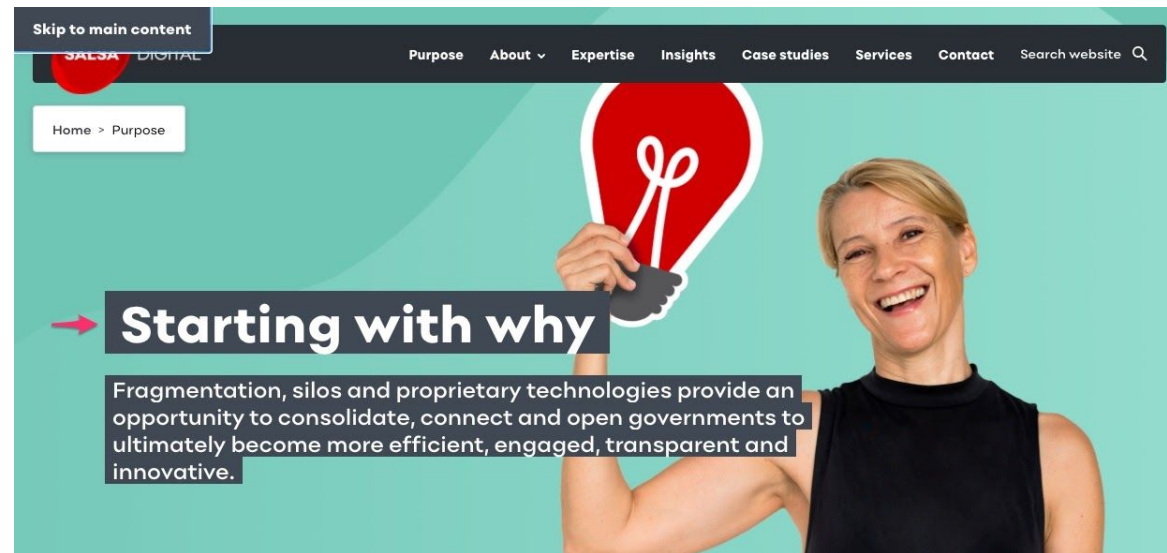 Skip to main content
SALSA DIGITAL
Purpose About Expertise Insights Case studies Services Contact Search website
Home > Purpose
Starting with why
Fragmentation, silos and proprietary technologies provide an
opportunity to consolidate, connect and open governments to
ultimately become more efficient, engaged, transparent and
innovative.